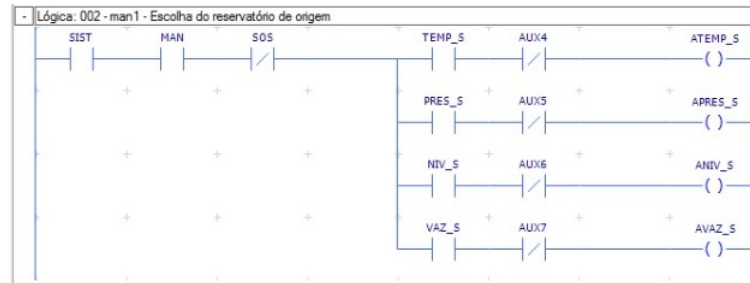 - Lógica: 002 - man1 - Escolha do reservatório de origem
SIST MAN SOS TEMP_S AUX4 ATEMP_S
PRES_S AUX5 APRES_S
NIV_S AUX6 ANIV_S
VAZ_S AUX7 AVAZ_S